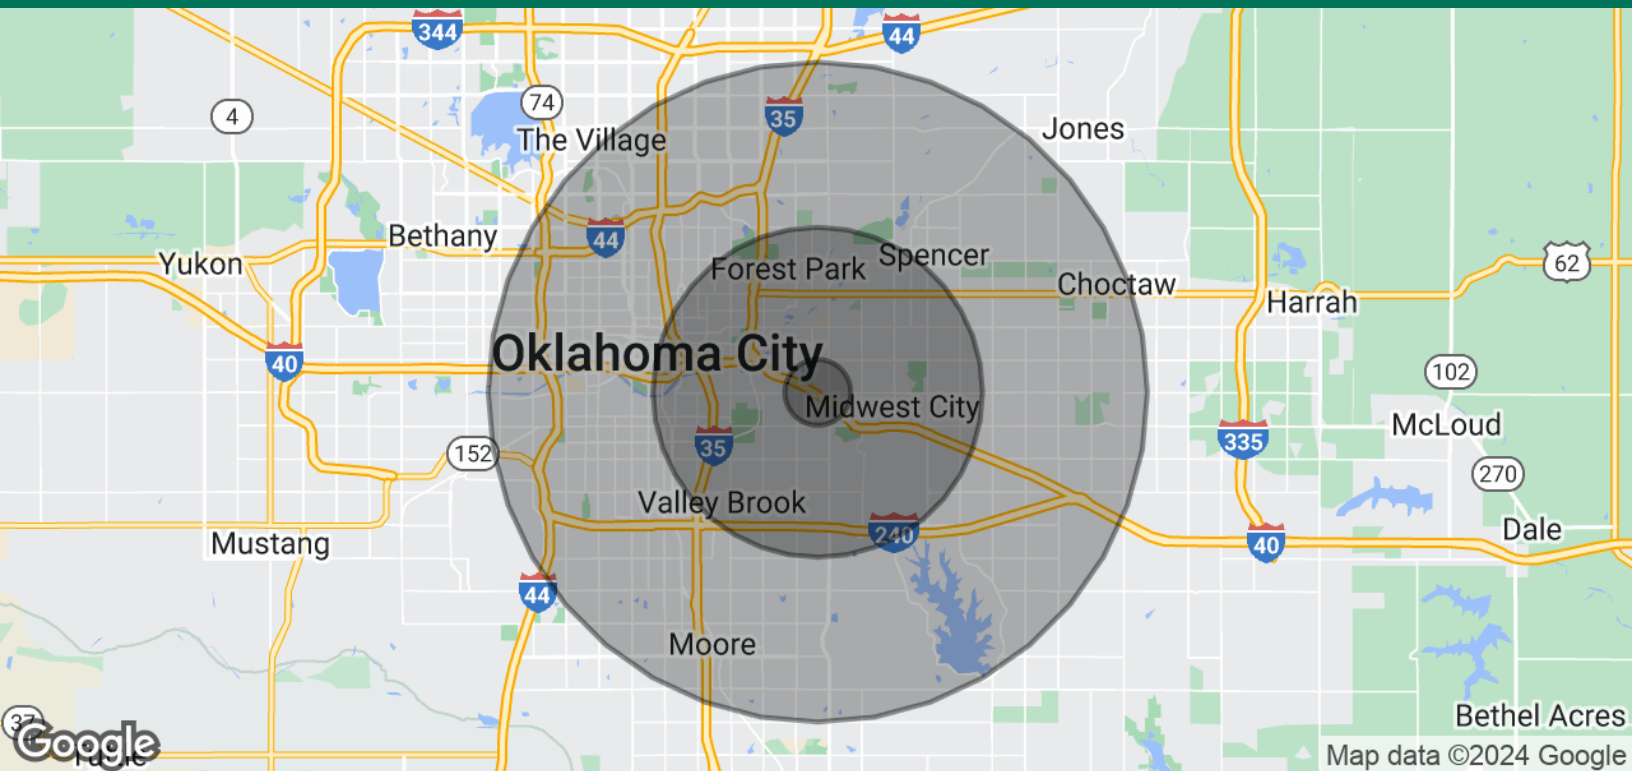 344
44
74
4
35
Jones
The Village
Bethany
44
Yukon
Spencer
Forest Park
62
Choctaw
Harrah
Oklahoma City
40
102
Midwest City
McLoud
335
35
152
270
Valley Brook
Dale
240
40
Mustang
44
Moore
Bethel Acres
37
Google
Map data ©2024 Google